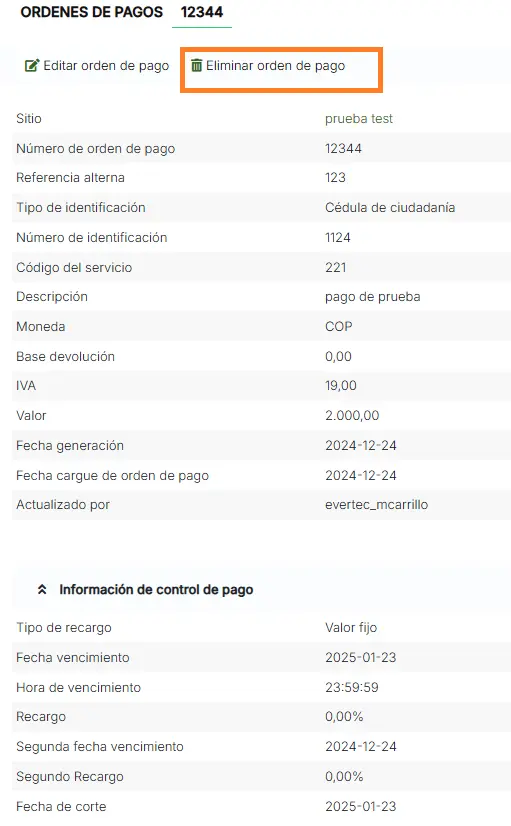 ORDENES DE PAGOS 12344
Editar orden de pago Eliminar orden de pago
Sitio prueba test
Número de orden de pago 12344
Referencia alterna 123
Tipo de identificación Cédula de ciudadanía
Número de identificación 1124
Código del servicio 221
Descripción pago de prueba
Moneda COP
Base devolución 0,00
IVA 19,00
Valor 2.000,00
Fecha generación 2024-12-24
Fecha cargue de orden de pago 2024-12-24
Actualizado por evertec_mcarrillo
Información de control de pago
Tipo de recargo Valor fijo
Fecha vencimiento 2025-01-23
Hora de vencimiento 23:59:59
Recargo 0,00%
Segunda fecha vencimiento 2024-12-24
Segundo Recargo 0,00%
Fecha de corte 2025-01-23